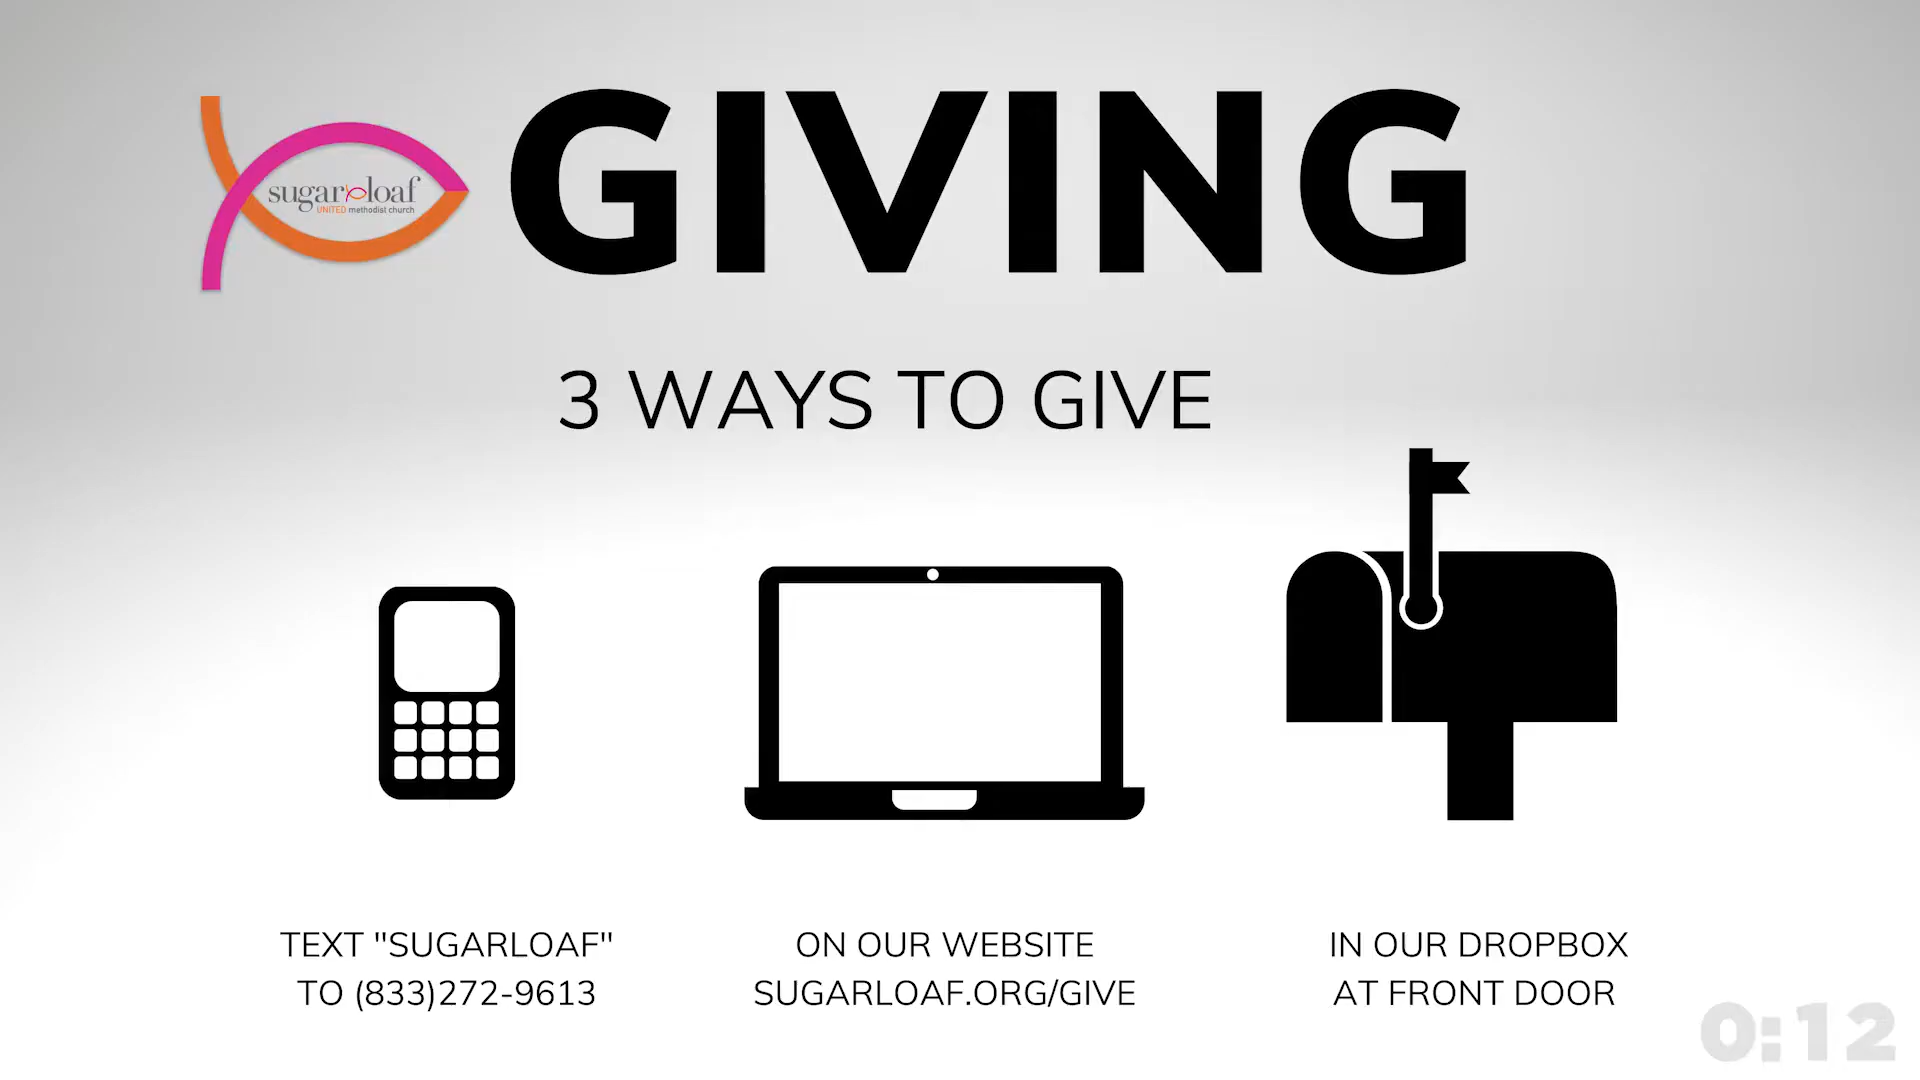 sugarloaf
UNITED methodist church
GIVING
3 WAYS TO GIVE
TEXT "SUGARLOAF"
TO (833)272-9613
ON OUR WEBSITE
SUGARLOAF.ORG/GIVE
IN OUR DROPBOX
AT FRONT DOOR
0:12